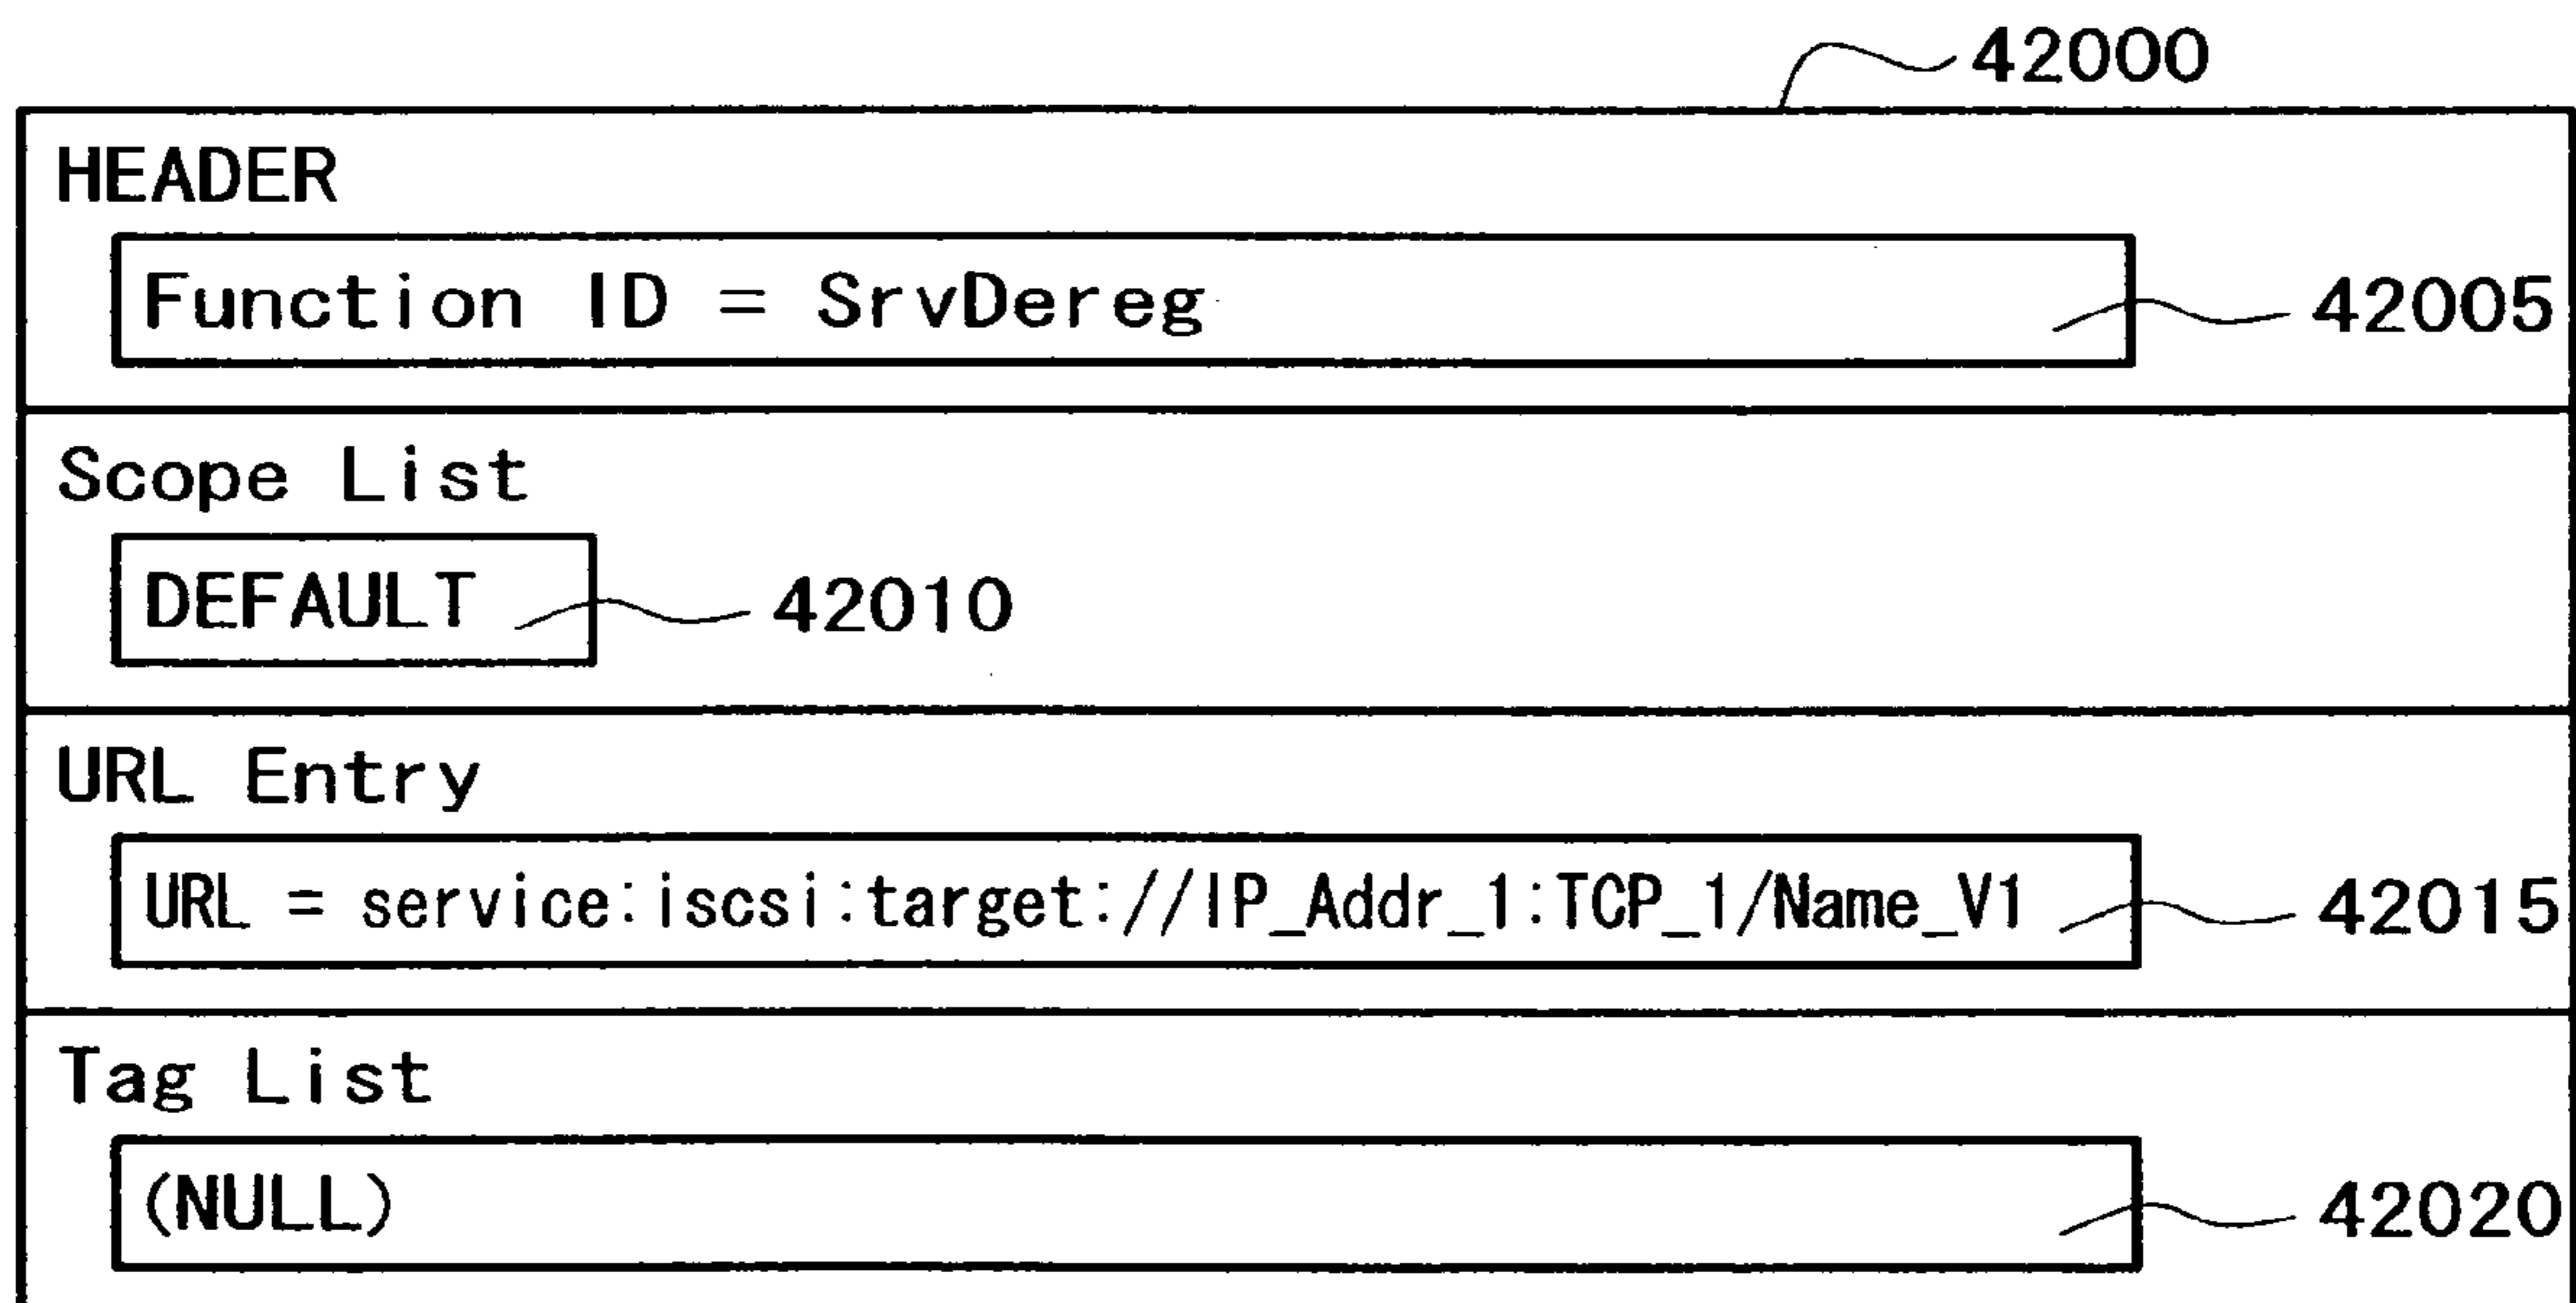 42000
HEADER
Function ID = SrvDereg 42005
Scope List
DEFAULT 42010
URL Entry
URL = service:iscsi:target://IP_Addr_1:TCP_1/Name_V1 42015
Tag List
(NULL) 42020